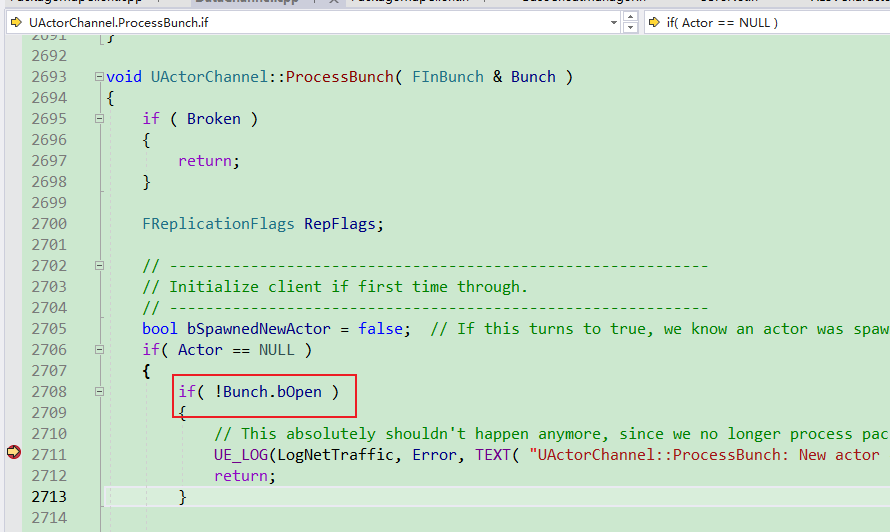 UActorChannel.ProcessBunch.if
if( Actor == NULL )
2691 }
2692
2693 void UActorChannel::ProcessBunch( FInBunch & Bunch )
2694 {
2695 if ( Broken )
2696 {
2697 return;
2698 }
2699
2700 FReplicationFlags RepFlags;
2701
2702 // ------------------------------------------------------------
2703 // Initialize client if first time through.
2704 // ------------------------------------------------------------
2705 bool bSpawnedNewActor = false; // If this turns to true, we know an actor was spaw
2706 if( Actor == NULL )
2707 {
2708 if( !Bunch.bOpen )
2709 {
2710 // This absolutely shouldn't happen anymore, since we no longer process pac
2711 UE_LOG(LogNetTraffic, Error, TEXT( "UActorChannel::ProcessBunch: New actor
2712 return;
2713 }
2714